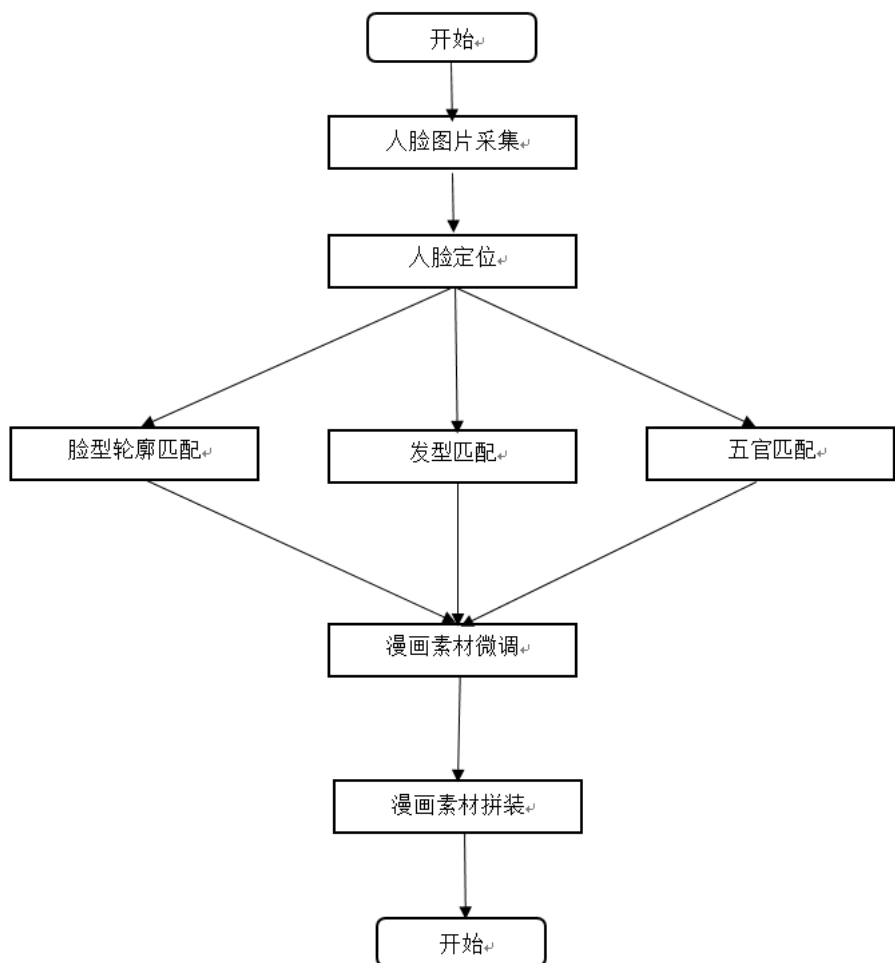 开始
人脸图片采集
人脸定位
脸型轮廓匹配
发型匹配
五官匹配
漫画素材微调
漫画素材拼装
开始